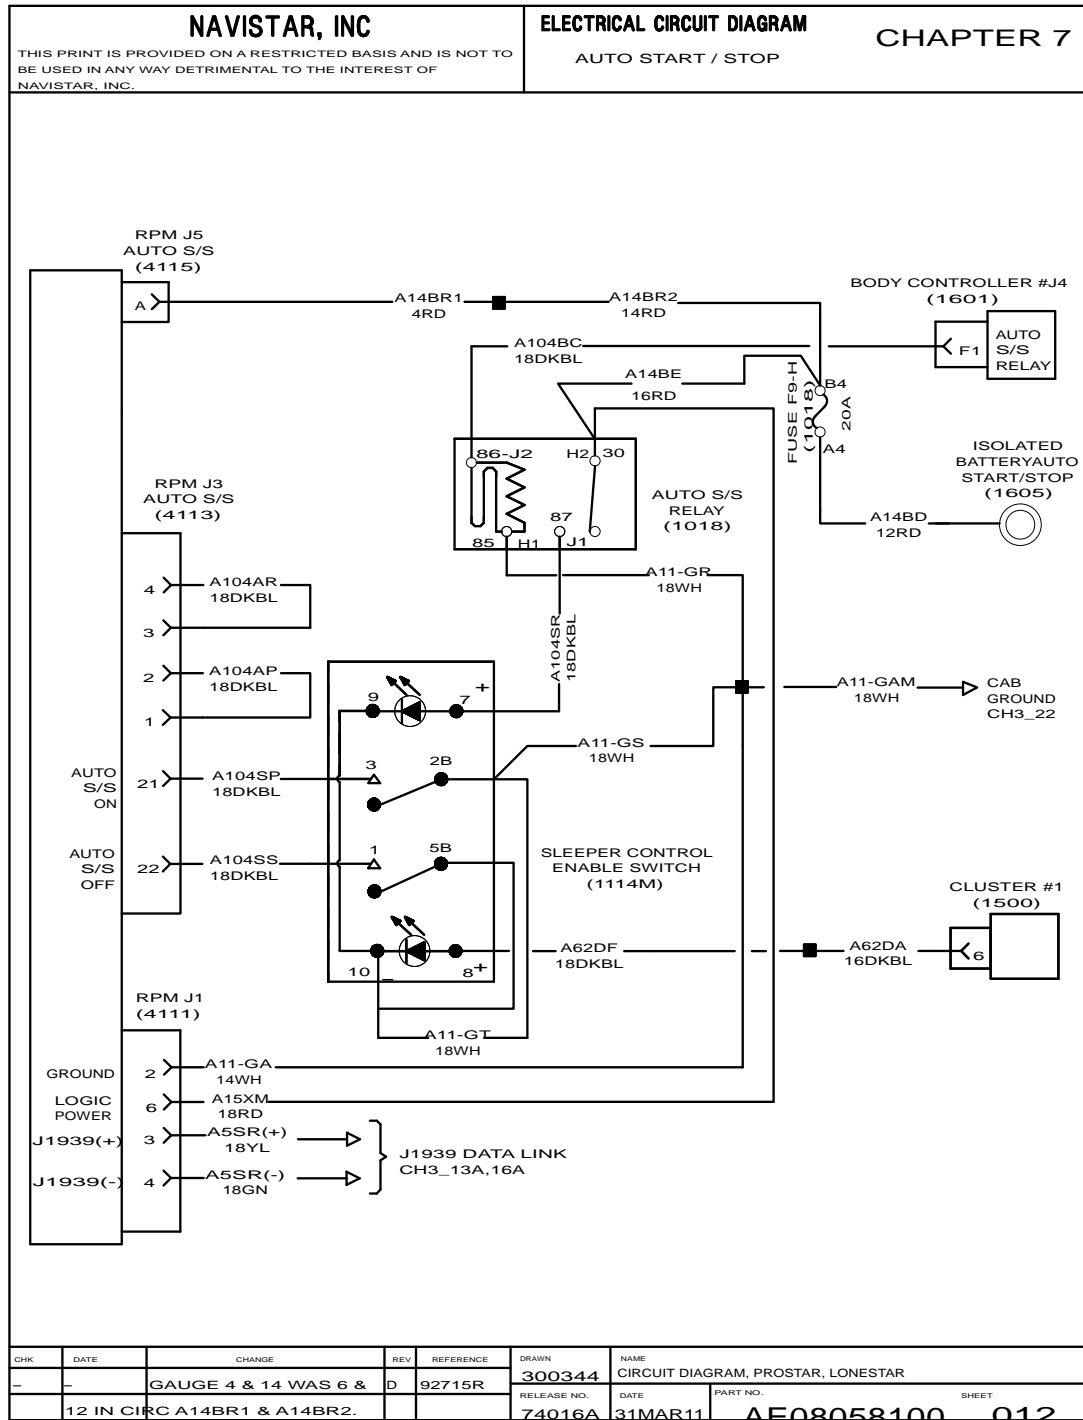 NAVISTAR, INC
THIS PRINT IS PROVIDED ON A RESTRICTED BASIS AND IS NOT TO
BE USED IN ANY WAY DETRIMENTAL TO THE INTEREST OF
NAVISTAR, INC.
ELECTRICAL CIRCUIT DIAGRAM
AUTO START / STOP
CHAPTER 7
RPM J5
AUTO S/S
(4115)
A
A14BR1
4RD
A14BR2
14RD
BODY CONTROLLER #J4
(1601)
F1
AUTO
S/S
RELAY
A104BC
18DKBL
A14BE
16RD
FUSE F9-H
(1018)
B4
20A
A4
86-J2
H2
30
87
85
H1
J1
AUTO S/S
RELAY
(1018)
ISOLATED
BATTERYAUTO
START/STOP
(1605)
A14BD
12RD
RPM J3
AUTO S/S
(4113)
4
A104AR
18DKBL
3
2
A104AP
18DKBL
1
A11-GR
18WH
A104SR
18DKBL
9
7
+
A11-GAM
18WH
CAB
GROUND
CH3_22
A11-GS
18WH
AUTO
S/S
ON
21
A104SP
18DKBL
3
2B
AUTO
S/S
OFF
22
A104SS
18DKBL
1
5B
SLEEPER CONTROL
ENABLE SWITCH
(1114M)
CLUSTER #1
(1500)
6
A62DF
18DKBL
A62DA
16DKBL
10
–
8
+
A11-GT
18WH
RPM J1
(4111)
GROUND
2
A11-GA
14WH
LOGIC
POWER
6
A15XM
18RD
J1939(+)
3
A5SR(+)
18YL
J1939(-)
4
A5SR(-)
18GN
J1939 DATA LINK
CH3_13A,16A
CHK
DATE
CHANGE
REV
REFERENCE
–
–
GAUGE 4 & 14 WAS 6 &
D
92715R
12 IN CIRC A14BR1 & A14BR2.
DRAWN
300344
NAME
CIRCUIT DIAGRAM, PROSTAR, LONESTAR
RELEASE NO.
74016A
DATE
31MAR11
PART NO.
AE08058100
SHEET
012